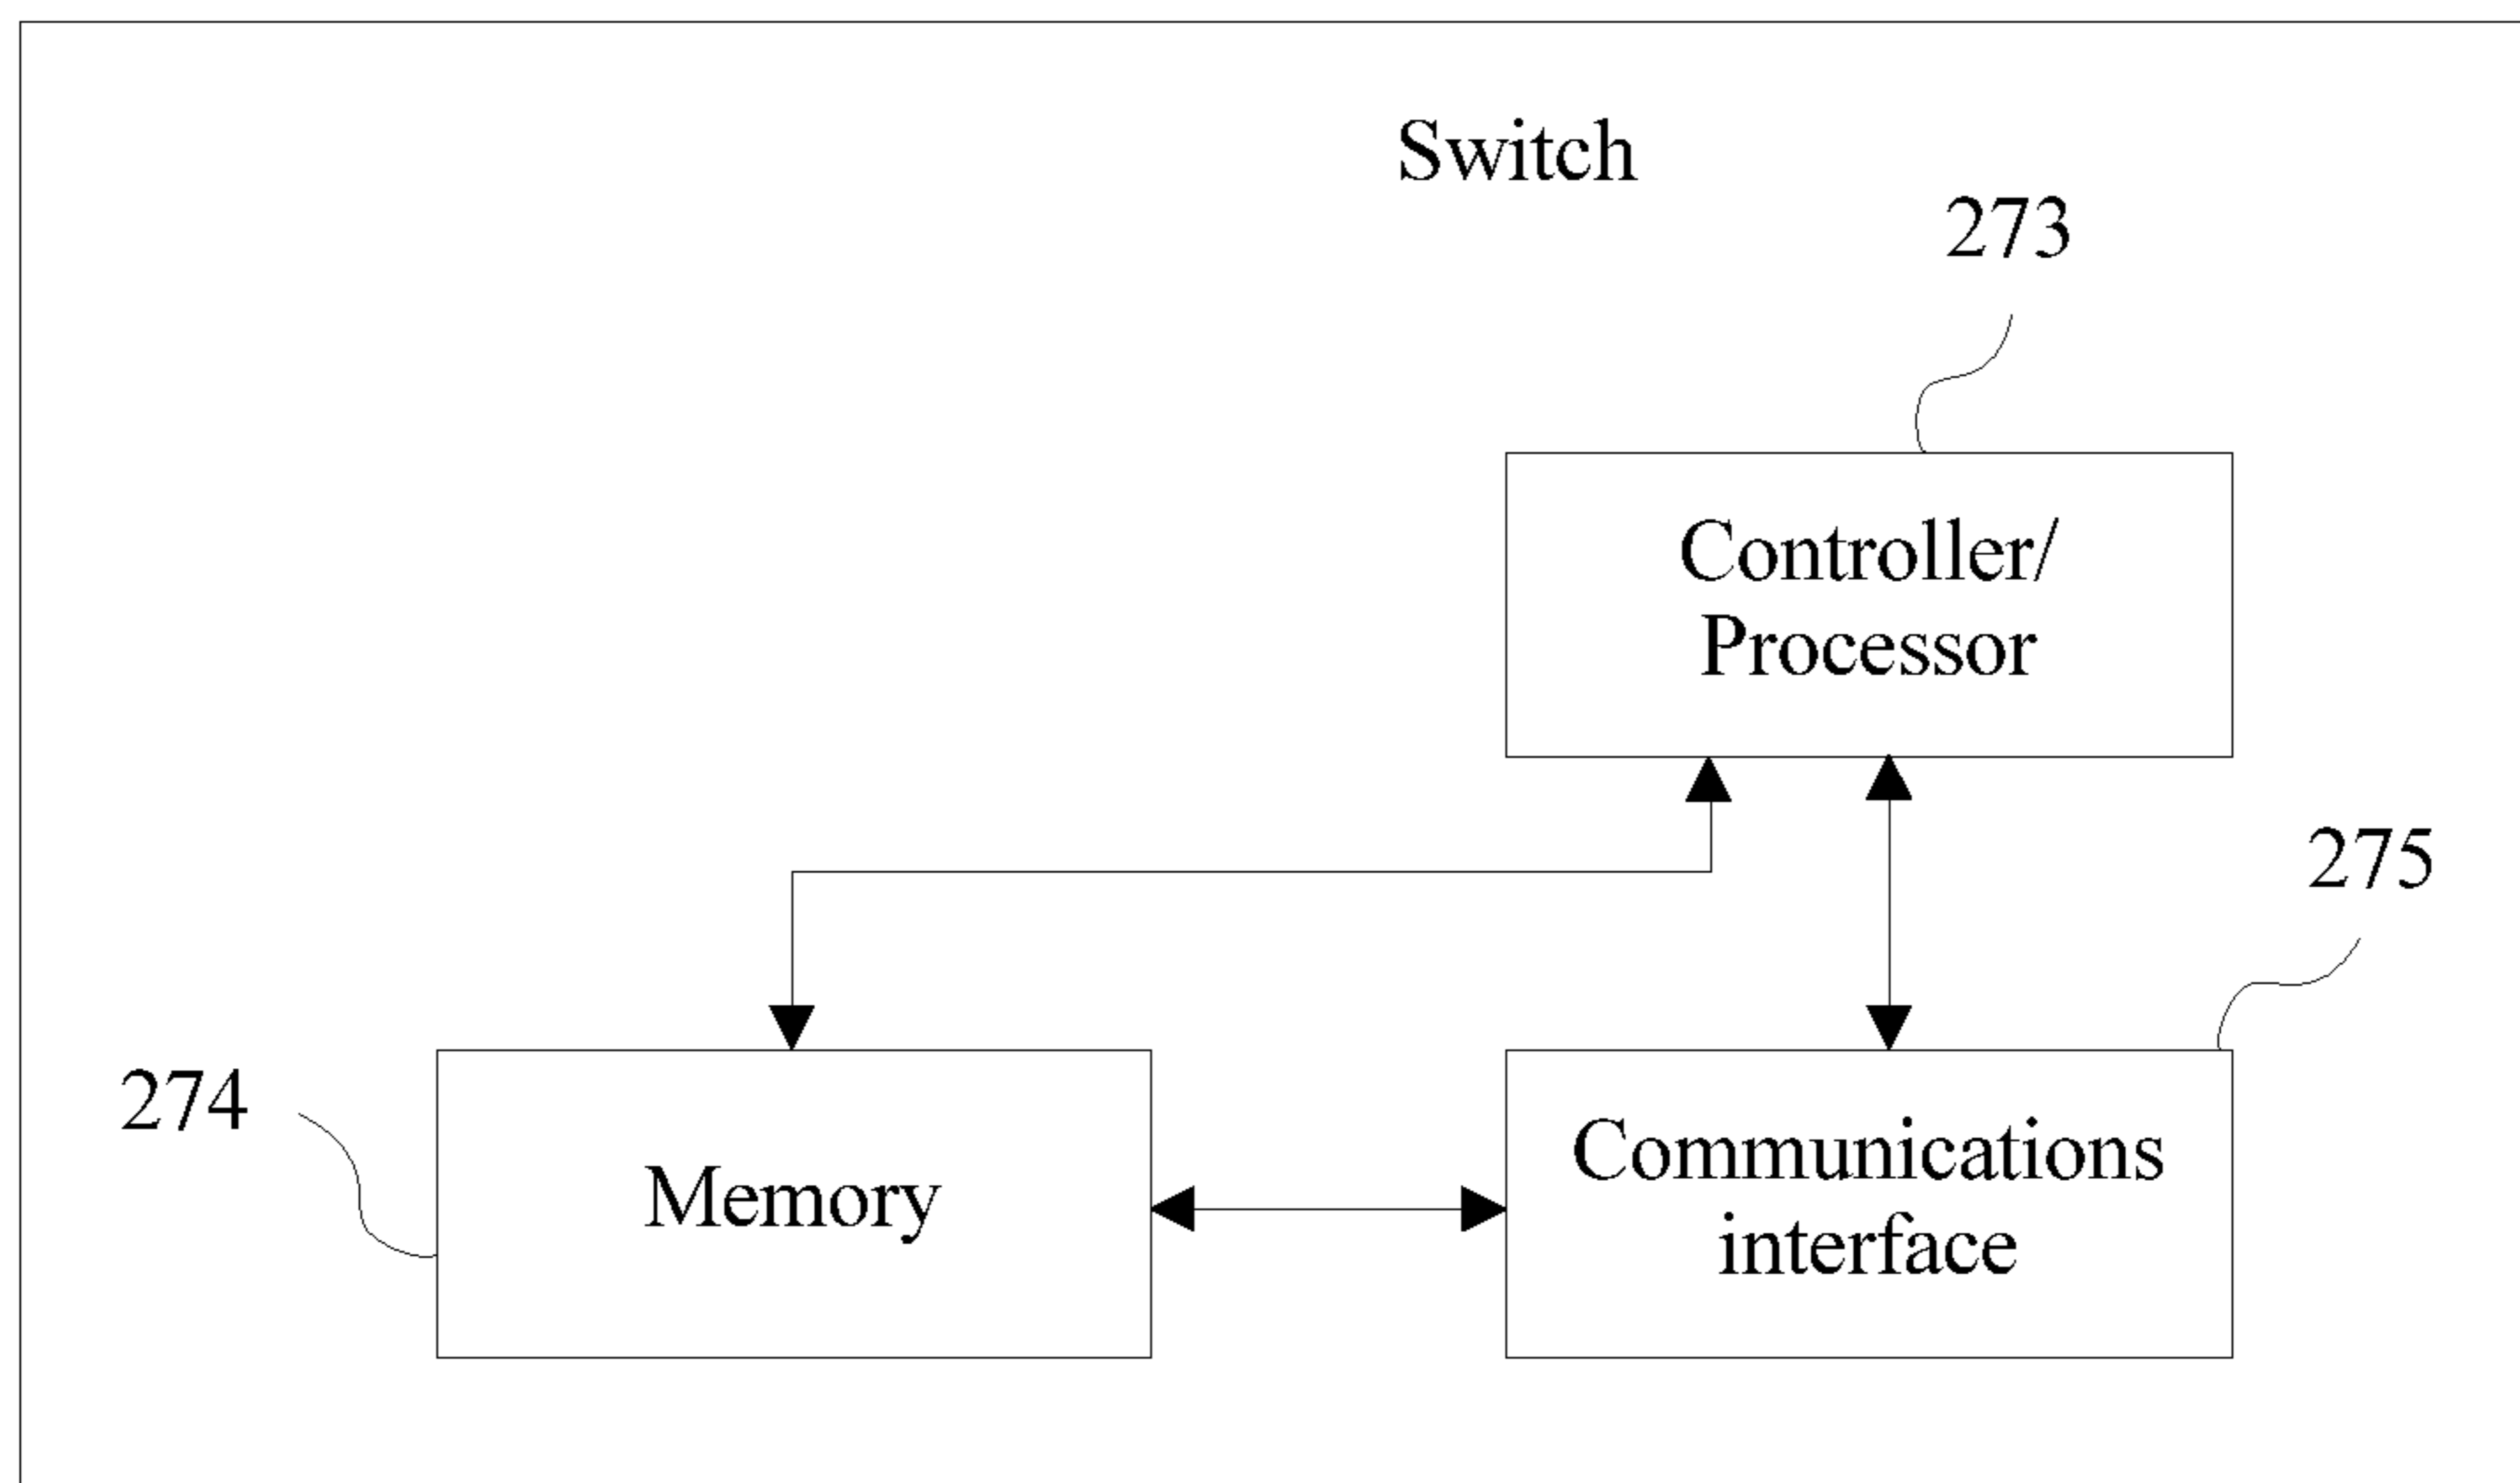 Switch
273
Controller/
Processor
275
274
Memory
Communications
interface